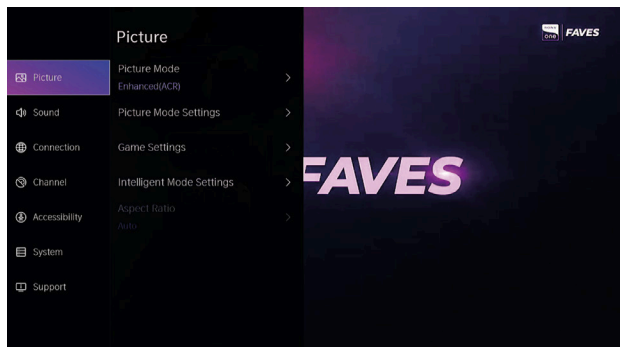 Picture
Picture
Sound
Connection
Channel
Accessibility
System
Support
Picture Mode
Enhanced(ACR)
Picture Mode Settings
Game Settings
Intelligent Mode Settings
Aspect Ratio
Auto
one
FAVES
FAVES